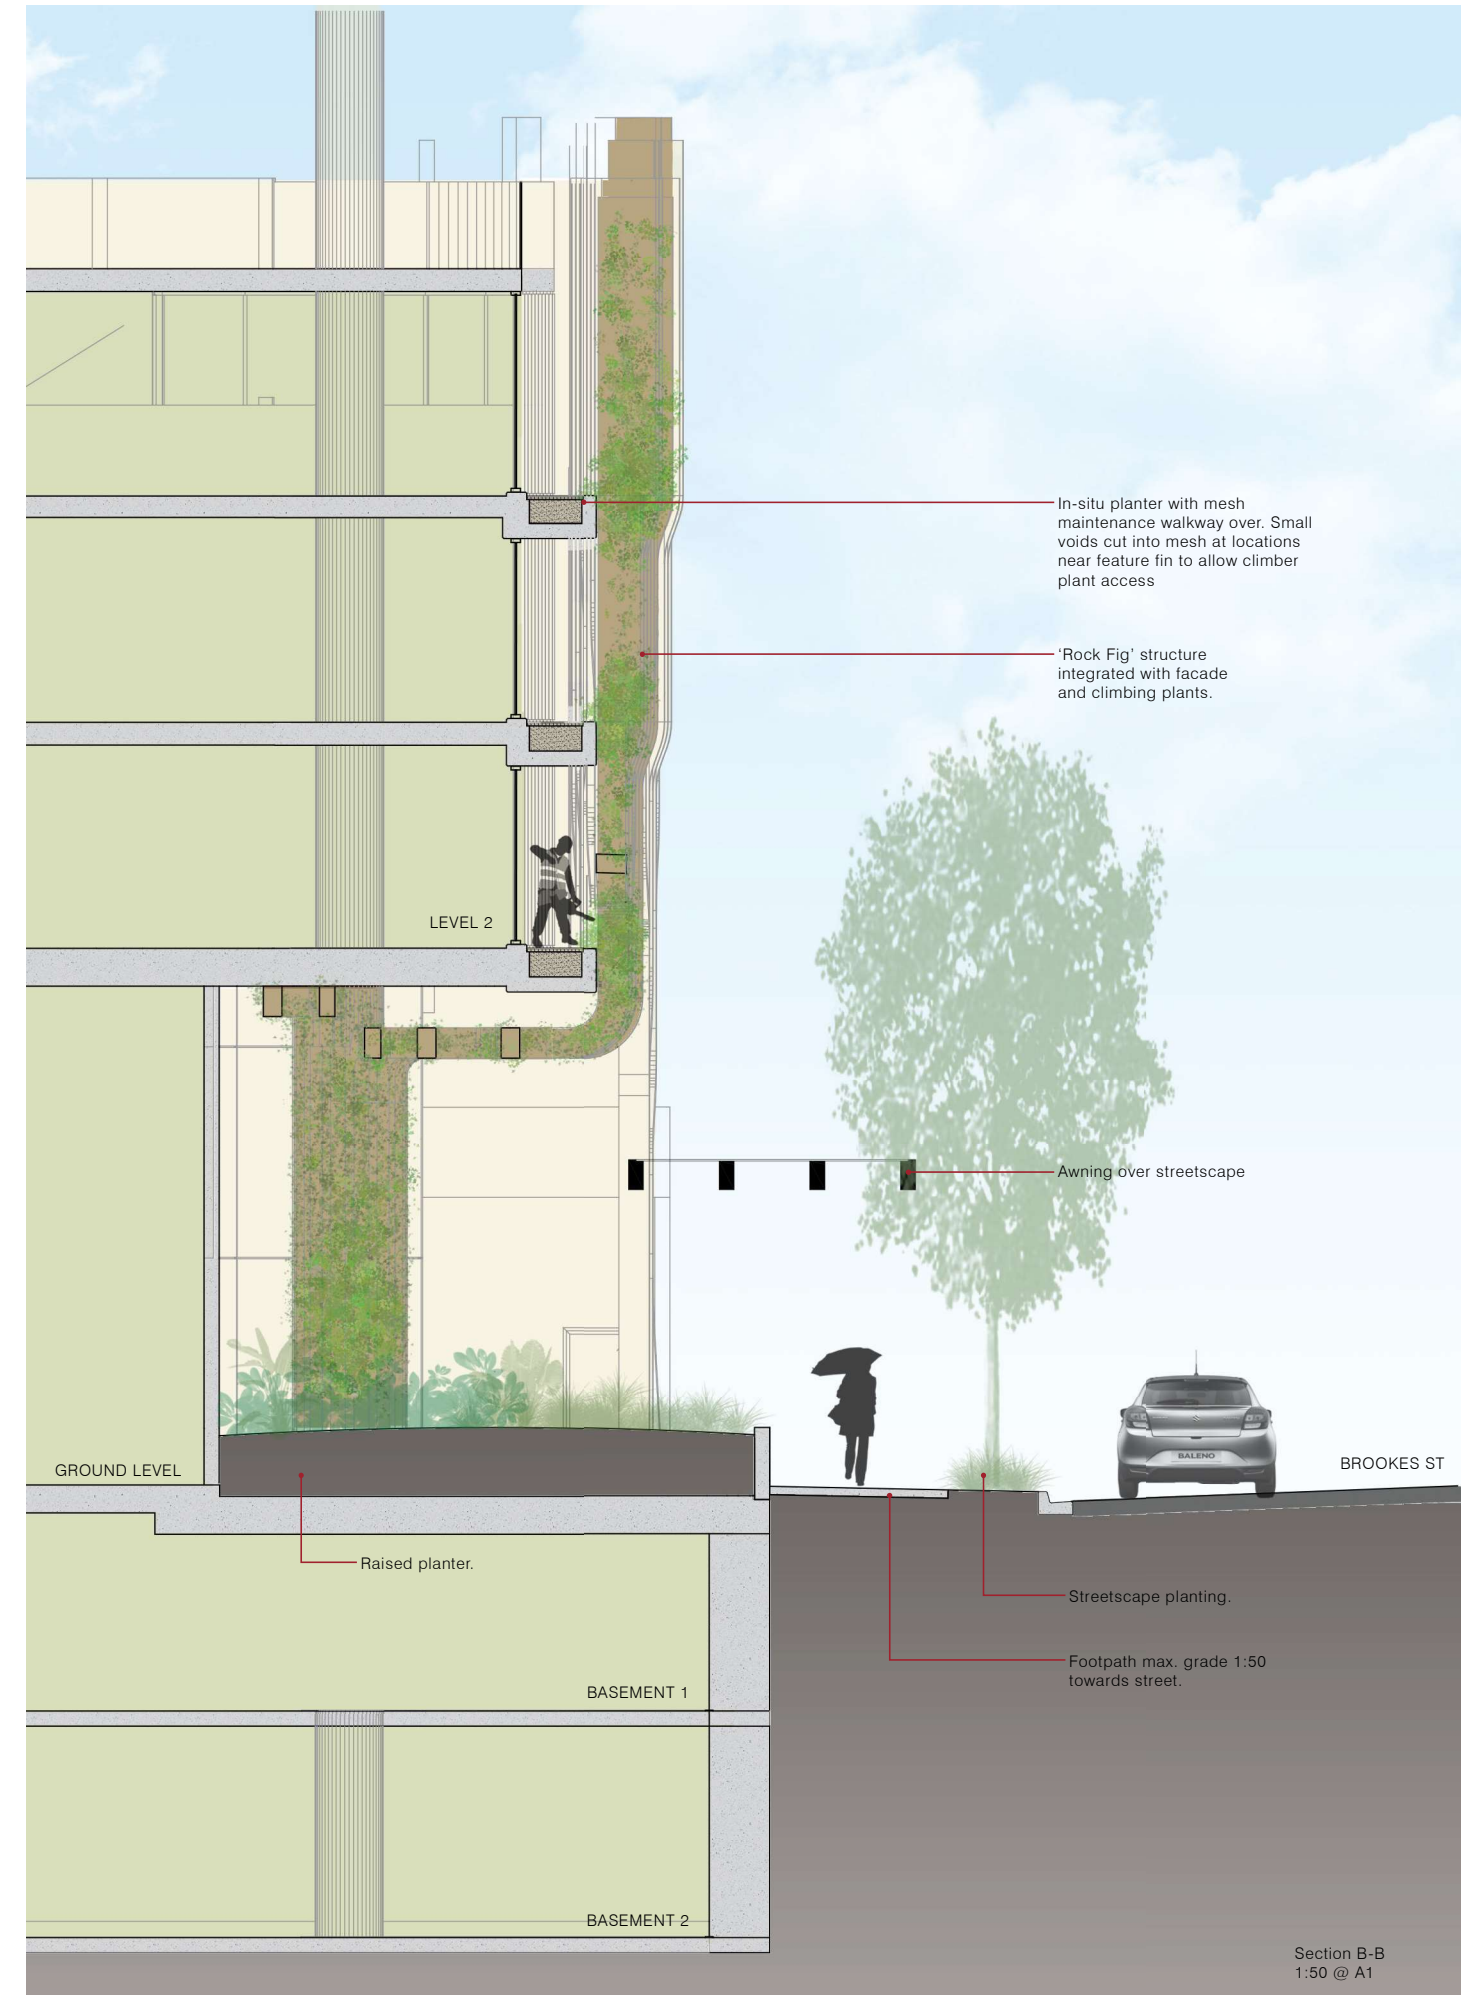 In-situ planter with mesh
maintenance walkway over. Small
voids cut into mesh at locations
near feature fin to allow climber
plant access
‘Rock Fig’ structure
integrated with facade
and climbing plants.
LEVEL 2
Awning over streetscape
BALENO
BROOKES ST
GROUND LEVEL
Raised planter.
Streetscape planting.
Footpath max. grade 1:50
towards street.
BASEMENT 1
BASEMENT 2
Section B-B
1:50 @ A1